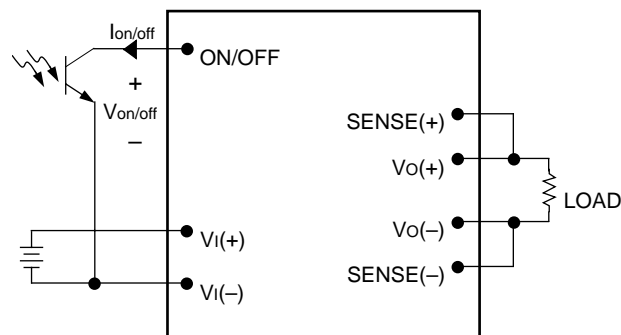 Ion/off
ON/OFF
+
Von/off
–
SENSE(+)
VO(+)
LOAD
VO(–)
SENSE(–)
VI(+)
VI(–)